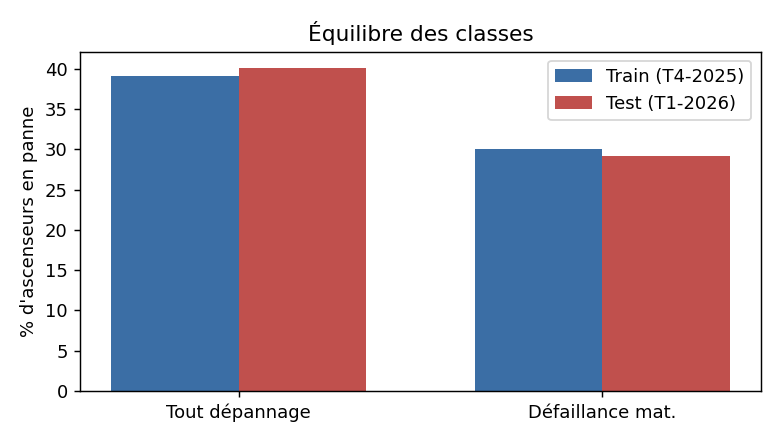 Équilibre des classes
% d'ascenseurs en panne
40
35
30
25
20
15
10
5
0
Train (T4-2025)
Test (T1-2026)
Tout dépannage
Défaillance mat.